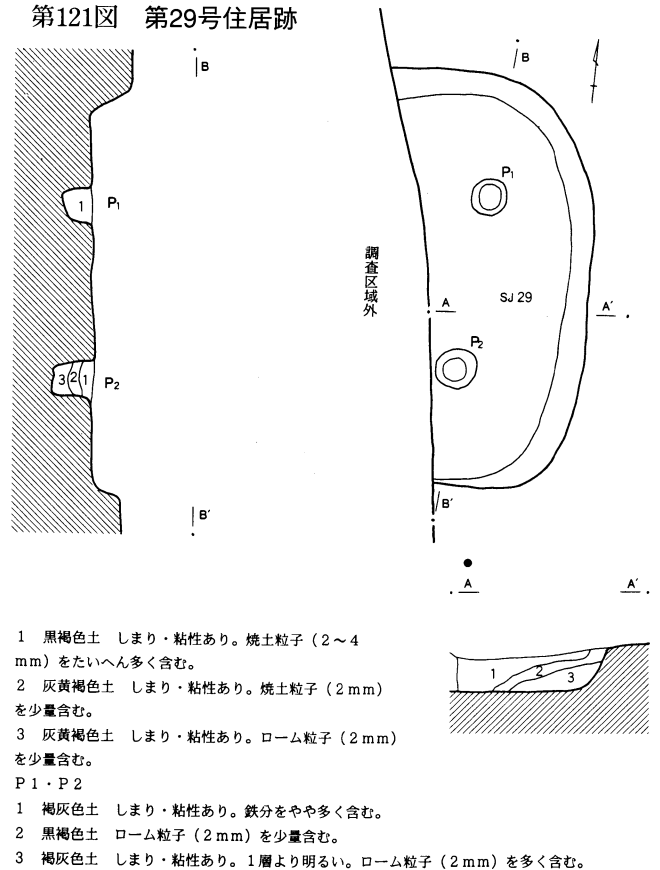 第121図　第29号住居跡
B
B
P1
1
P1
調査区域外
A
SJ 29
A′
P2
3 2 1
P2
B′
B′
A
A′
1
2
3
1　黒褐色土　しまり・粘性あり。焼土粒子（２～４
mm）をたいへん多く含む。
2　灰黄褐色土　しまり・粘性あり。焼土粒子（２mm）
を少量含む。
3　灰黄褐色土　しまり・粘性あり。ローム粒子（２mm）
を少量含む。
P１・P２
1　褐灰色土　しまり・粘性あり。鉄分をやや多く含む。
2　黒褐色土　ローム粒子（２mm）を少量含む。
3　褐灰色土　しまり・粘性あり。１層より明るい。ローム粒子（２mm）を多く含む。